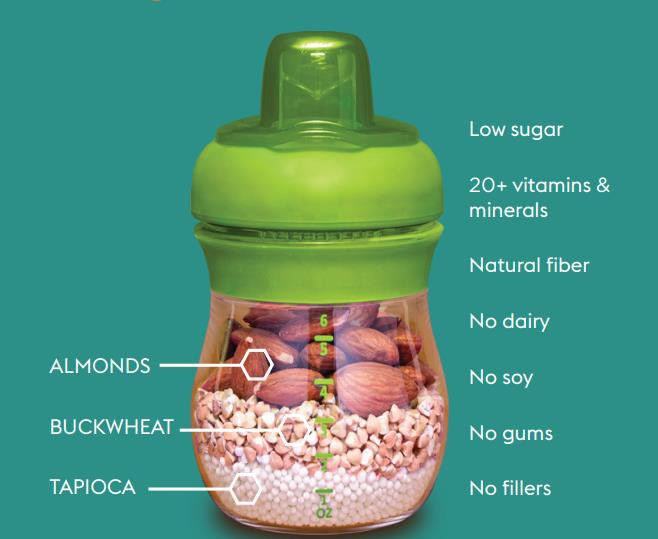 Low sugar
20+ vitamins &
minerals
Natural fiber
6
No dairy
5
ALMONDS
No soy
4
BUCKWHEAT
No gums
TAPIOCA
No fillers
1
OZ